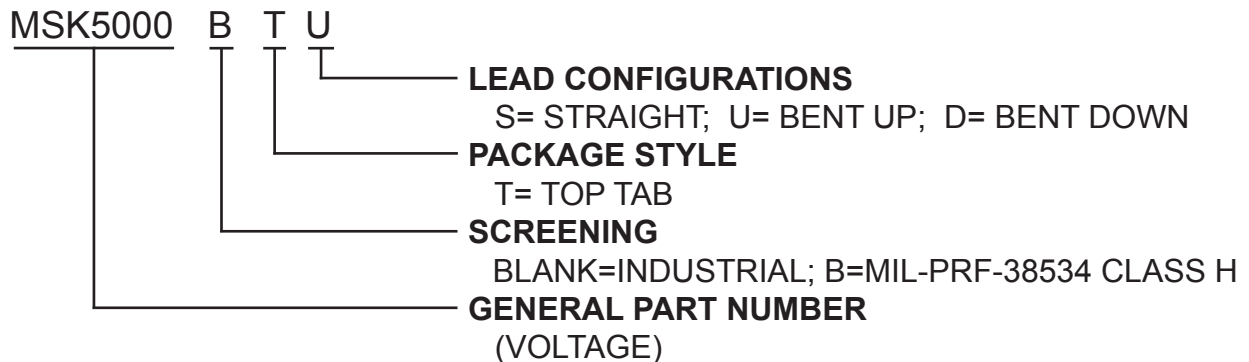 MSK5000 B T U
LEAD CONFIGURATIONS
S= STRAIGHT; U= BENT UP; D= BENT DOWN
PACKAGE STYLE
T= TOP TAB
SCREENING
BLANK=INDUSTRIAL; B=MIL-PRF-38534 CLASS H
GENERAL PART NUMBER
(VOLTAGE)